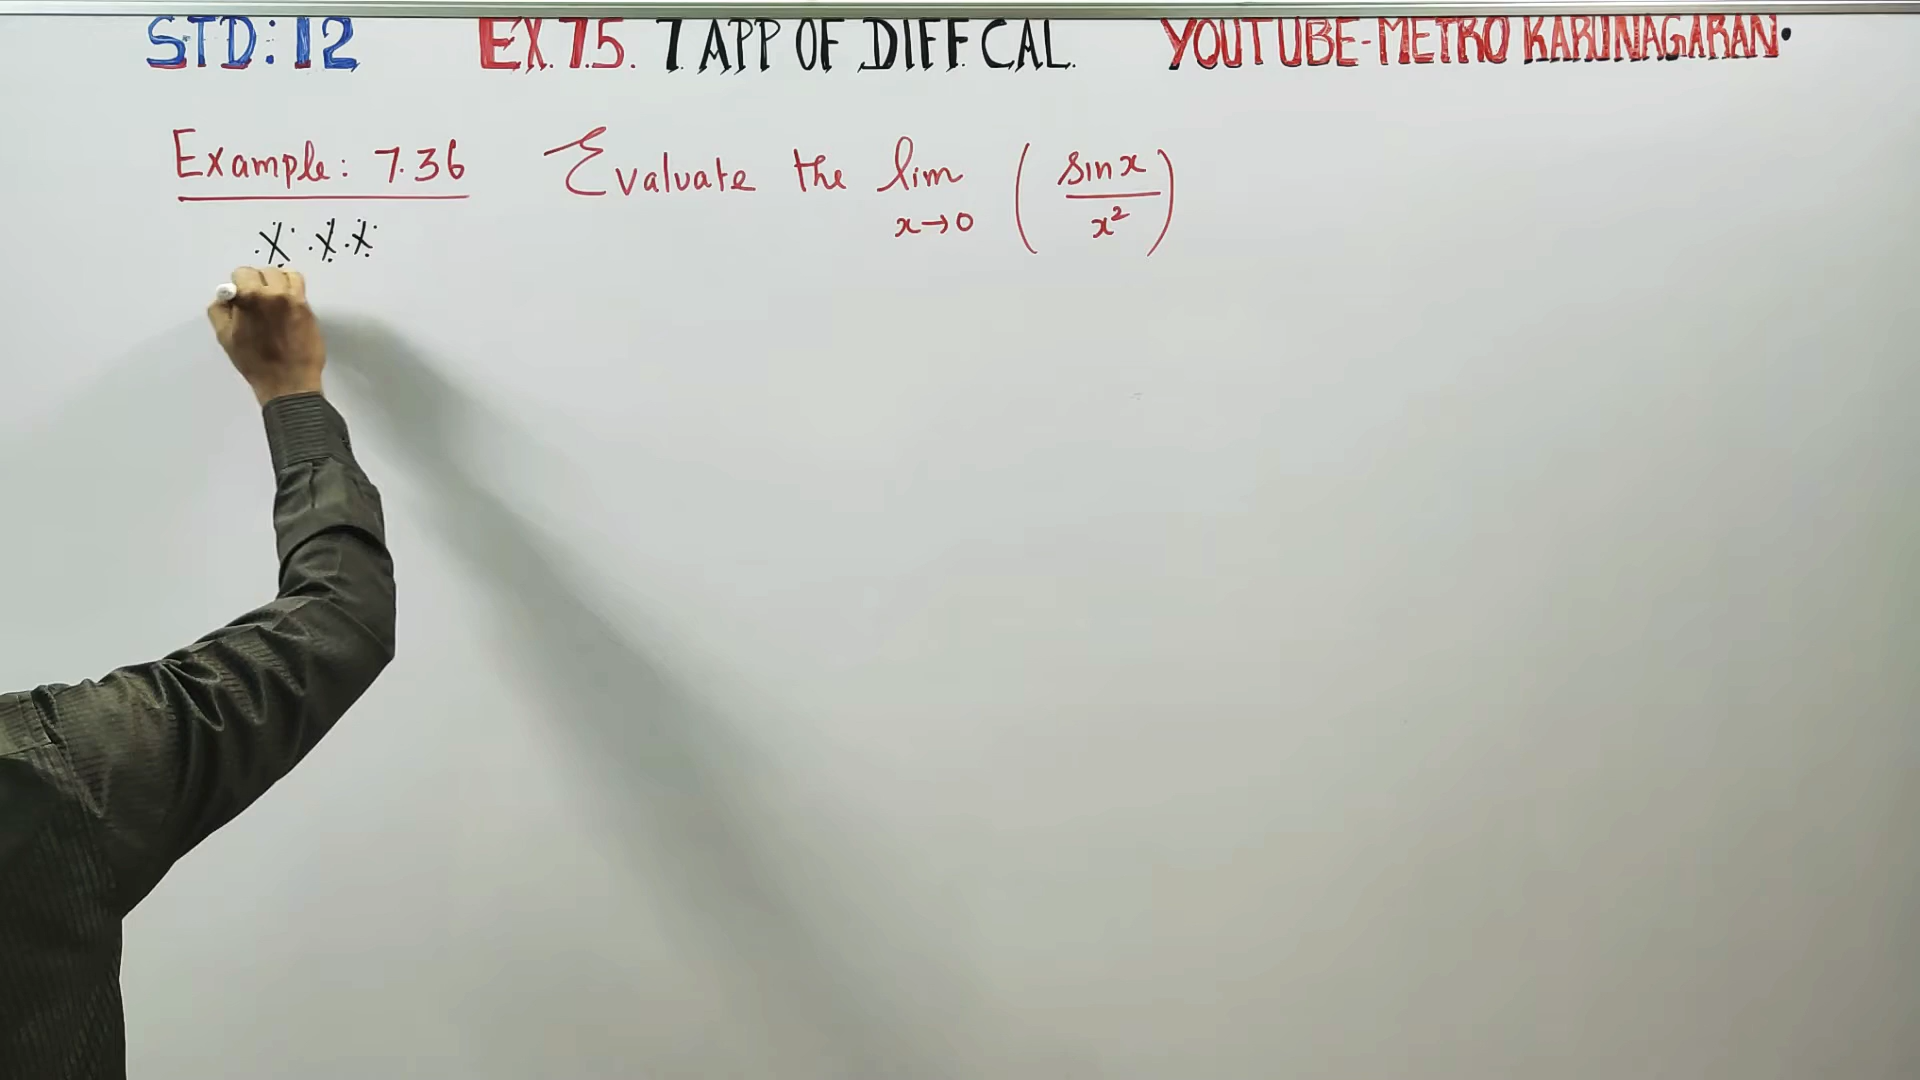 STD: 12 EX. 7.5. 7 APP OF DIFF. CAL. YOUTUBE-METRO KARUNAGARAN.
Example: 7.36 Evaluate the lim x→0 (sin x / x²)